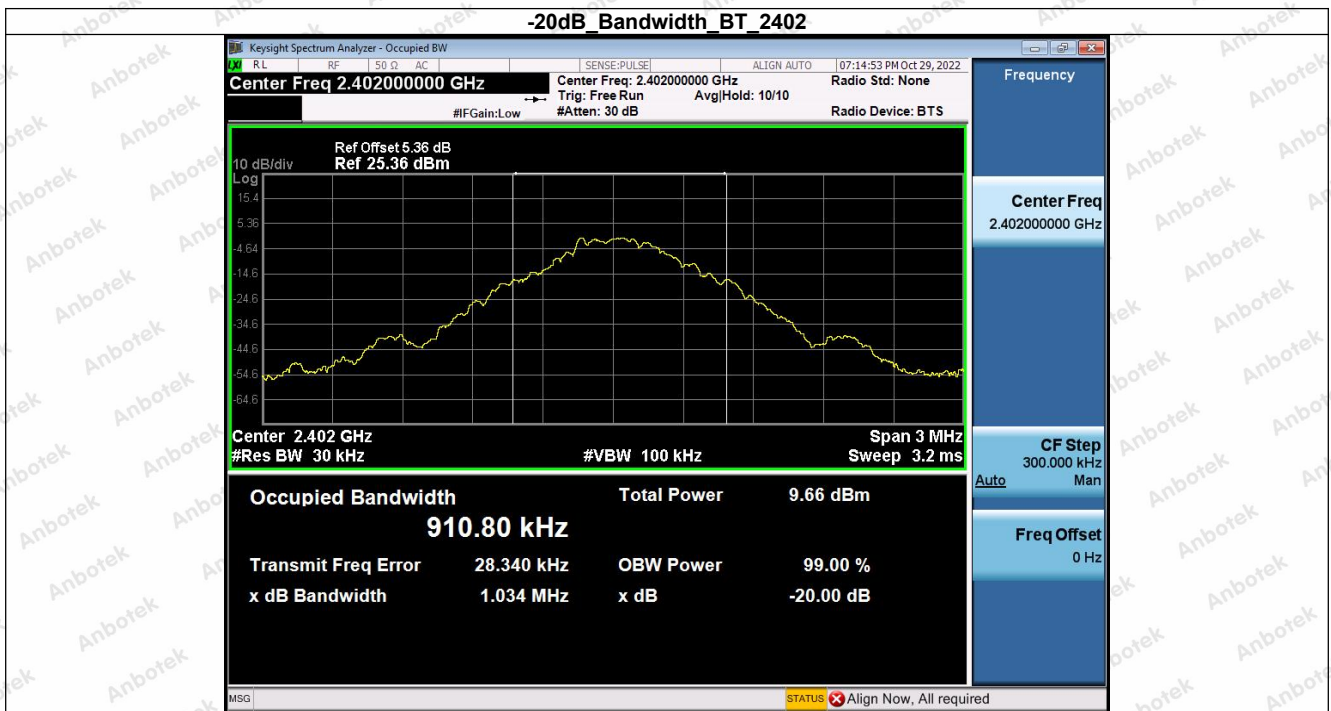 -20dB_Bandwidth_BT_2402
Keysight Spectrum Analyzer - Occupied BW
LXI RL RF 50 Ω AC SENSE:PULSE ALIGN AUTO 07:14:53 PM Oct 29, 2022
Center Freq 2.402000000 GHz
Center Freq: 2.402000000 GHz Radio Std: None
Trig: Free Run Avg|Hold: 10/10
#IFGain:Low #Atten: 30 dB Radio Device: BTS
Ref Offset 5.36 dB
10 dB/div Ref 25.36 dBm
Log
15.4
5.36
-4.64
-14.6
-24.6
-34.6
-44.6
-54.6
-64.6
Center 2.402 GHz Span 3 MHz
#Res BW 30 kHz #VBW 100 kHz Sweep 3.2 ms
Occupied Bandwidth Total Power 9.66 dBm
910.80 kHz
Transmit Freq Error 28.340 kHz OBW Power 99.00 %
x dB Bandwidth 1.034 MHz x dB -20.00 dB
Frequency
Center Freq
2.402000000 GHz
CF Step
300.000 kHz
Auto Man
Freq Offset
0 Hz
MSG STATUS Align Now, All required
Anbotek